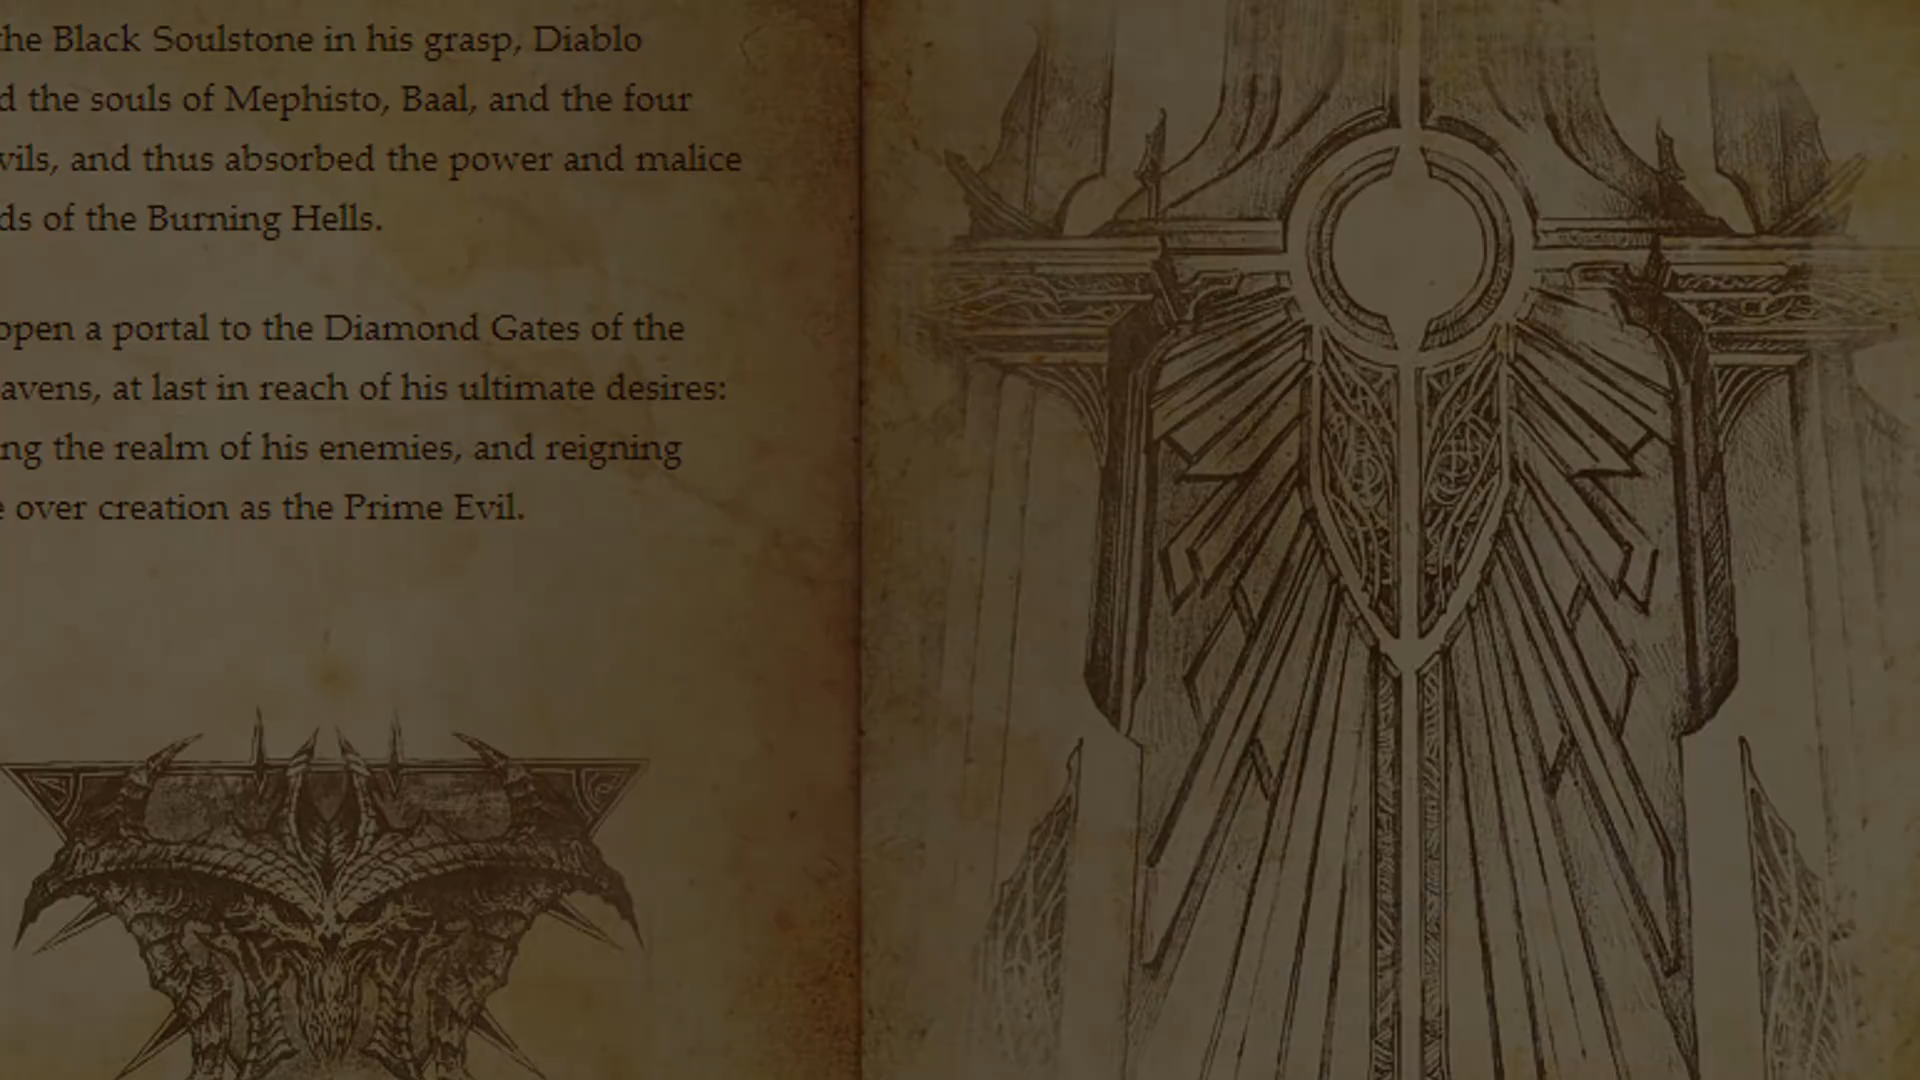 the Black Soulstone in his grasp, Diablo
d the souls of Mephisto, Baal, and the four
vils, and thus absorbed the power and malice
ds of the Burning Hells.
open a portal to the Diamond Gates of the
avens, at last in reach of his ultimate desires:
ng the realm of his enemies, and reigning
e over creation as the Prime Evil.